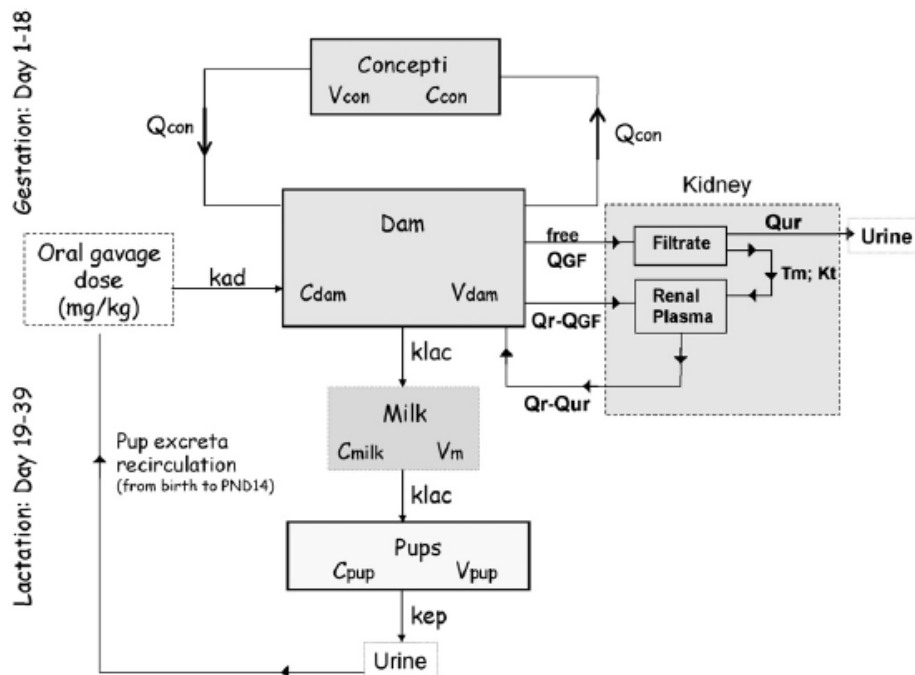 Gestation: Day 1-18
Concepti
Vcon Ccon
Qcon
Qcon
Kidney
Dam
Cdam Vdam
free
QGF
Filtrate
Qur
Urine
Tm; Kt
Oral gavage
dose
(mg/kg)
kad
Qr-QGF
Renal
Plasma
klac
Qr-Qur
Lactation: Day 19-39
Milk
Cmilk Vm
Pup excreta
recirculation
(from birth to PND14)
klac
Pups
Cpup Vpup
kep
Urine